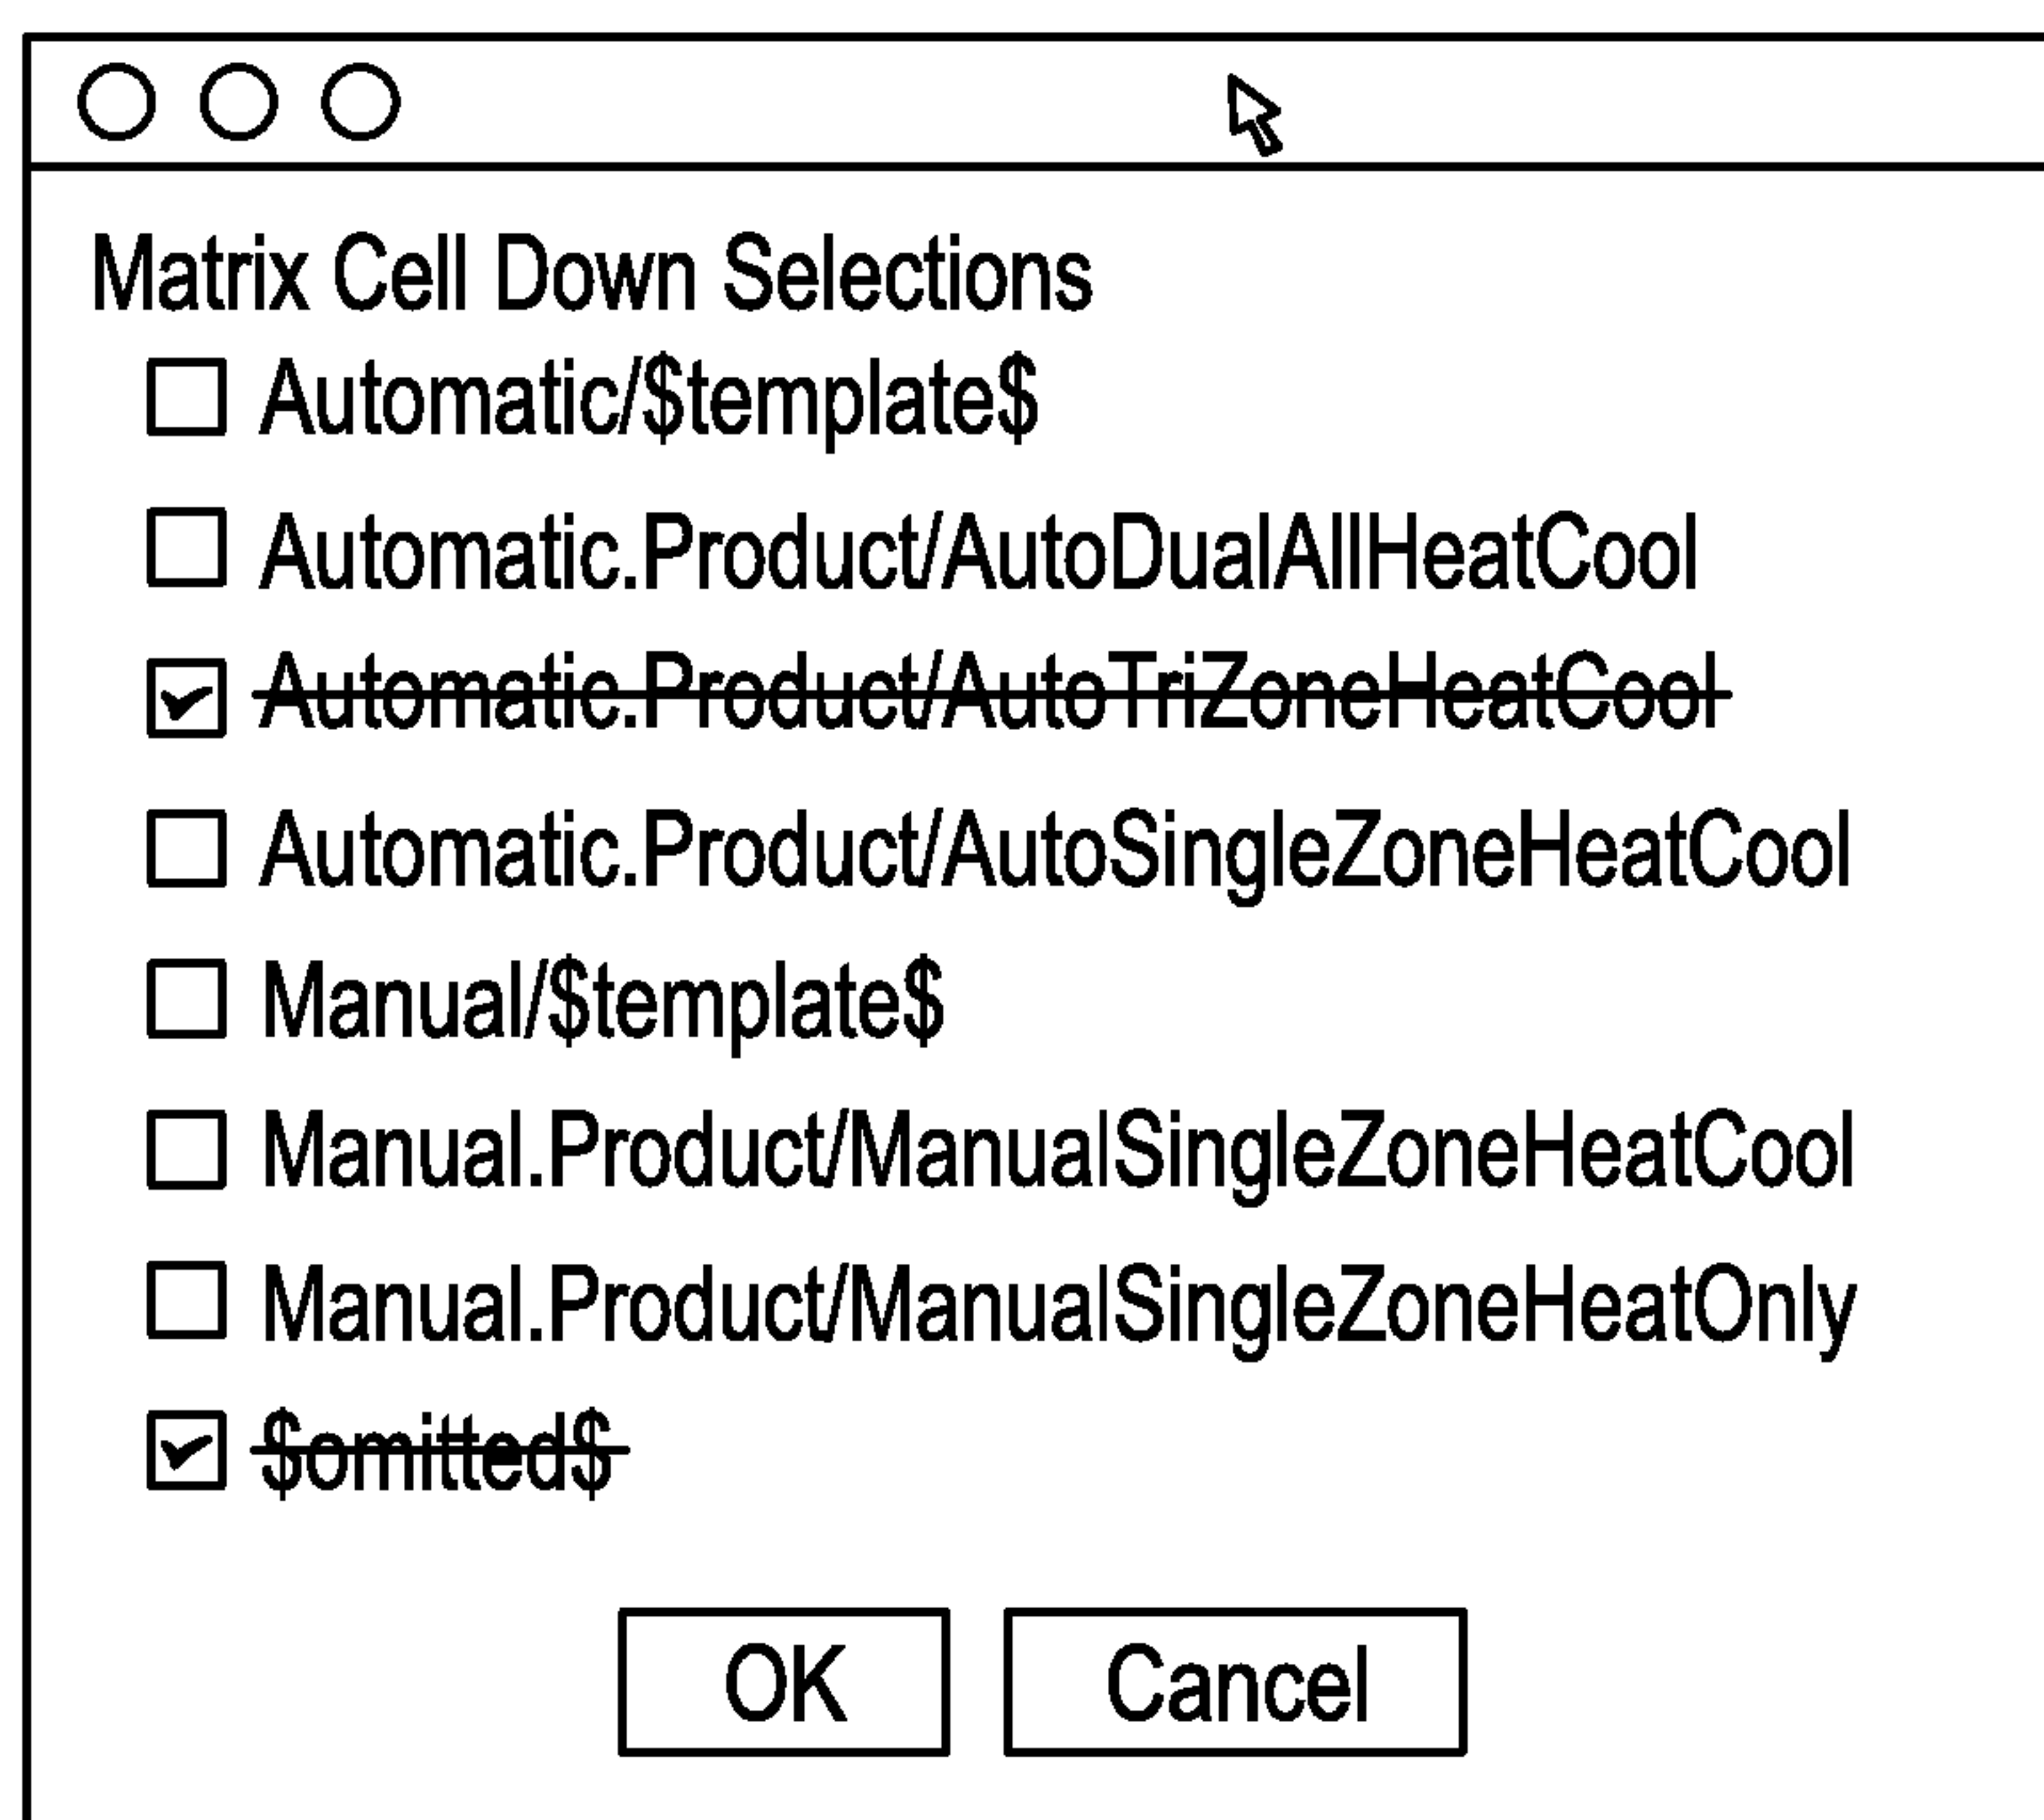 Matrix Cell Down Selections
Automatic/$template$
Automatic.Product/AutoDualAllHeatCool
Automatic.Product/AutoTriZoneHeatCool
Automatic.Product/AutoSingleZoneHeatCool
Manual/$template$
Manual.Product/ManualSingleZoneHeatCool
Manual.Product/ManualSingleZoneHeatOnly
$omitted$
OK Cancel